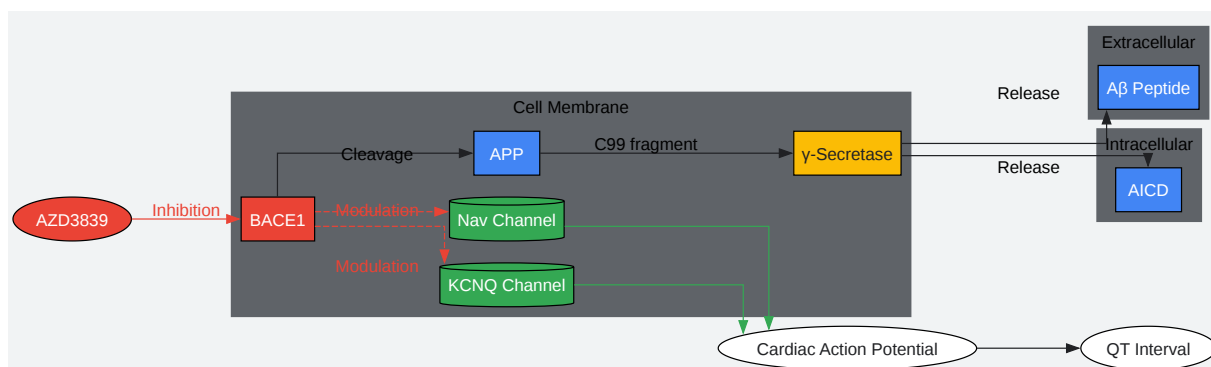 Extracellular
Aβ Peptide
Release
Cell Membrane
Cleavage
APP
C99 fragment
γ-Secretase
Intracellular
Release
AICD
AZD3839
Inhibition
BACE1
Modulation
Nav Channel
Modulation
KCNQ Channel
Cardiac Action Potential
QT Interval